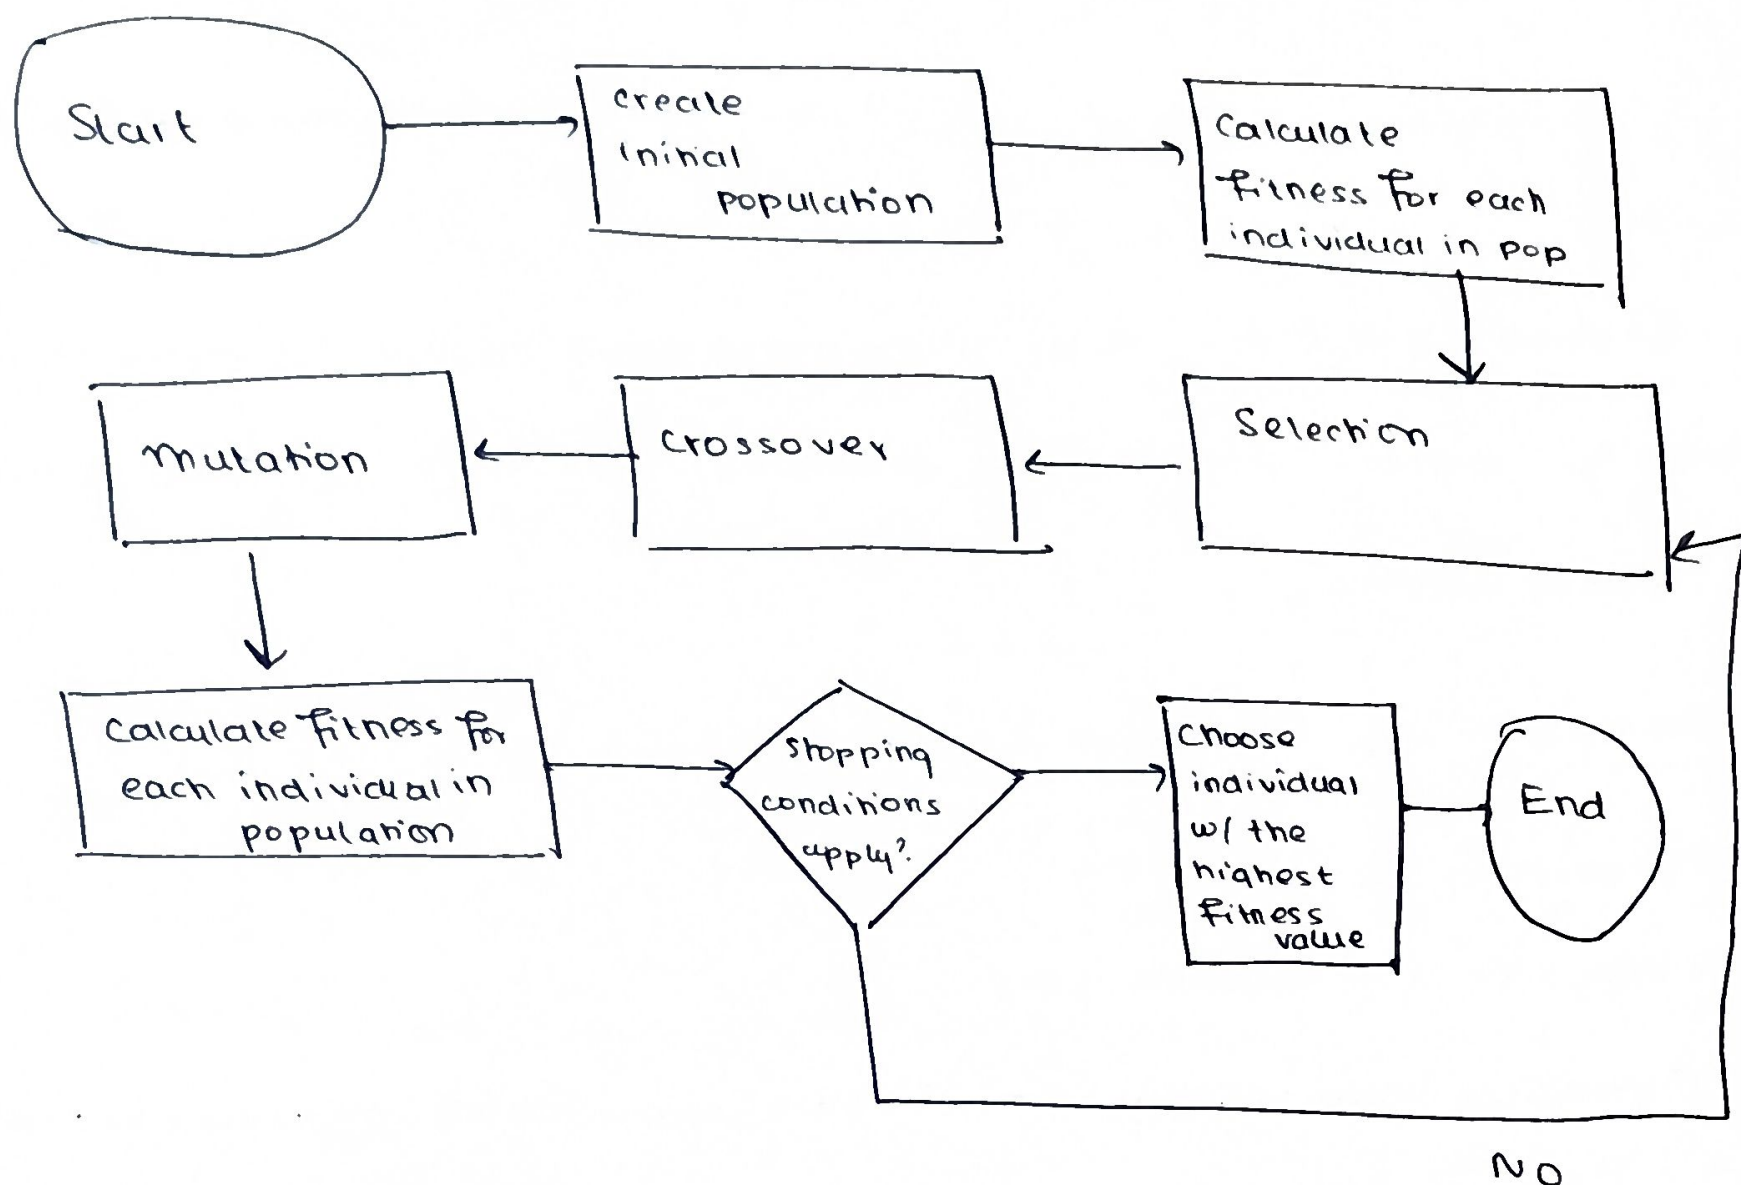 Start
create
initial
population
Calculate
fitness for each
individual in pop
Mutation
Crossover
Selection
Calculate fitness for
each individual in
population
stopping
conditions
apply?
Choose
individual
w/ the
highest
fitness
value
End
NO